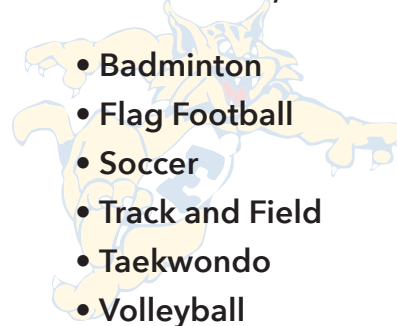 • Badminton
• Flag Football
• Soccer
• Track and Field
• Taekwondo
• Volleyball